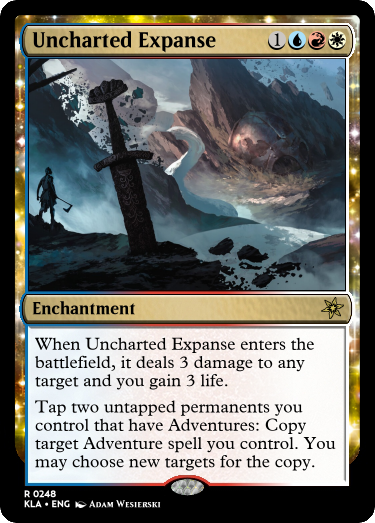 Uncharted Expanse 1
Enchantment
When Uncharted Expanse enters the
battlefield, it deals 3 damage to any
target and you gain 3 life.
Tap two untapped permanents you
control that have Adventures: Copy
target Adventure spell you control. You
may choose new targets for the copy.
R 0248
KLA • ENG Adam Wesierski